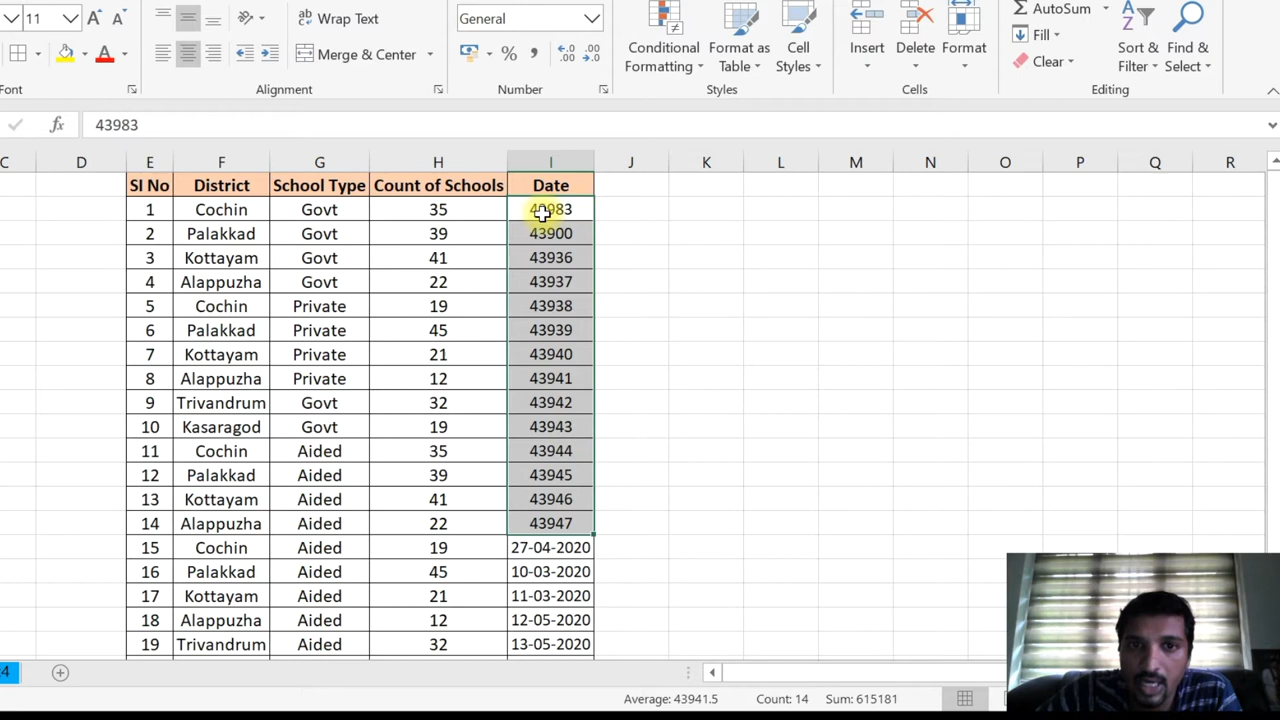 11 Wrap Text General AutoSum
Merge & Center % Conditional Formatting Format as Table Cell Styles Insert Delete Format Fill Sort & Filter Find & Select
Clear
Font Alignment Number Styles Cells Editing
fx 43983
C D E F G H I J K L M N O P Q R
SI No District School Type Count of Schools Date
1 Cochin Govt 35 43983
2 Palakkad Govt 39 43900
3 Kottayam Govt 41 43936
4 Alappuzha Govt 22 43937
5 Cochin Private 19 43938
6 Palakkad Private 45 43939
7 Kottayam Private 21 43940
8 Alappuzha Private 12 43941
9 Trivandrum Govt 32 43942
10 Kasaragod Govt 19 43943
11 Cochin Aided 35 43944
12 Palakkad Aided 39 43945
13 Kottayam Aided 41 43946
14 Alappuzha Aided 22 43947
15 Cochin Aided 19 27-04-2020
16 Palakkad Aided 45 10-03-2020
17 Kottayam Aided 21 11-03-2020
18 Alappuzha Aided 12 12-05-2020
19 Trivandrum Aided 32 13-05-2020
4
Average: 43941.5 Count: 14 Sum: 615181